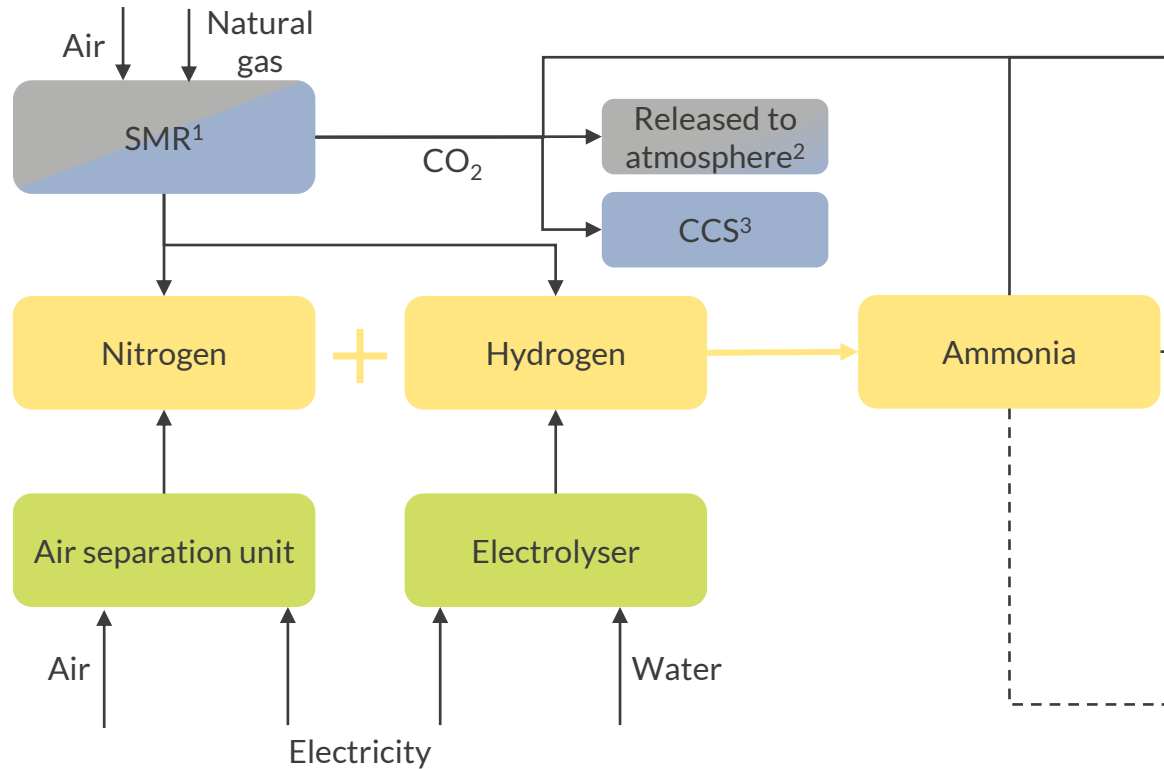 Air
Natural
gas
SMR¹
CO₂
Released to
atmosphere²
CCS³
Nitrogen
+
Hydrogen
Ammonia
Air separation unit
Electrolyser
Air
Water
Electricity